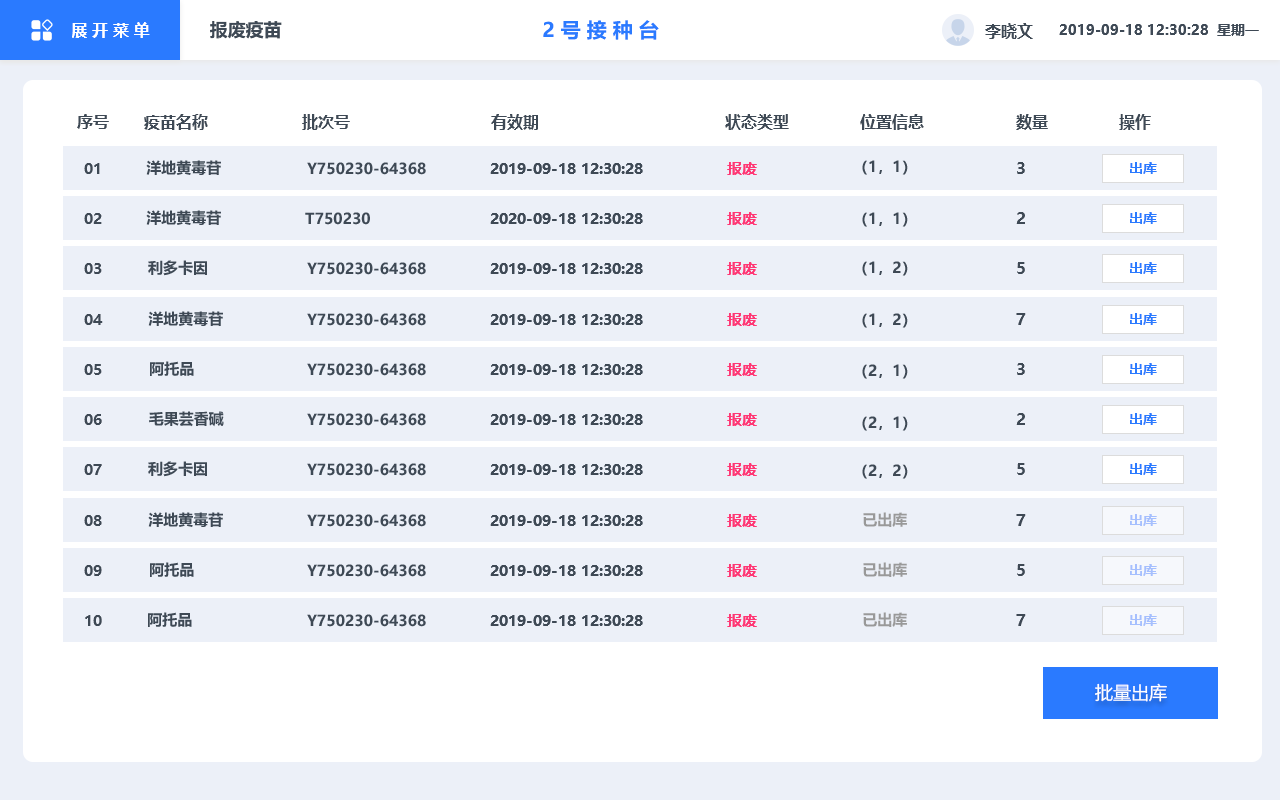 展开菜单 报废疫苗 2号接种台 李晓文 2019-09-18 12:30:28 星期一
序号 疫苗名称 批次号 有效期 状态类型 位置信息 数量 操作
01 洋地黄毒苷 Y750230-64368 2019-09-18 12:30:28 报废 (1, 1) 3 出库
02 洋地黄毒苷 T750230 2020-09-18 12:30:28 报废 (1, 1) 2 出库
03 利多卡因 Y750230-64368 2019-09-18 12:30:28 报废 (1, 2) 5 出库
04 洋地黄毒苷 Y750230-64368 2019-09-18 12:30:28 报废 (1, 2) 7 出库
05 阿托品 Y750230-64368 2019-09-18 12:30:28 报废 (2, 1) 3 出库
06 毛果芸香碱 Y750230-64368 2019-09-18 12:30:28 报废 (2, 1) 2 出库
07 利多卡因 Y750230-64368 2019-09-18 12:30:28 报废 (2, 2) 5 出库
08 洋地黄毒苷 Y750230-64368 2019-09-18 12:30:28 报废 已出库 7 出库
09 阿托品 Y750230-64368 2019-09-18 12:30:28 报废 已出库 5 出库
10 阿托品 Y750230-64368 2019-09-18 12:30:28 报废 已出库 7 出库
批量出库